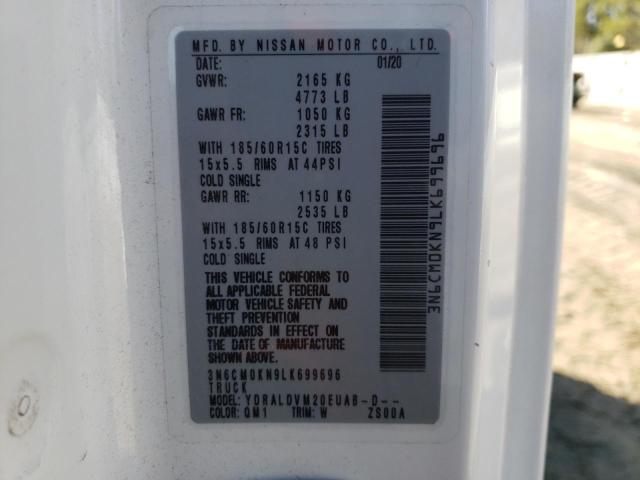 MFD. BY NISSAN MOTOR CO., LTD.
DATE: 01/20
GVWR: 2165 KG
4773 LB
GAWR FR: 1050 KG
2315 LB
WITH 185/60R15C TIRES
15x5.5 RIMS AT 44PSI
COLD SINGLE
GAWR RR: 1150 KG
2535 LB
WITH 185/60R15C TIRES
15x5.5 RIMS AT 48 PSI
COLD SINGLE
THIS VEHICLE CONFORMS TO
ALL APPLICABLE FEDERAL
MOTOR VEHICLE SAFETY AND
THEFT PREVENTION
STANDARDS IN EFFECT ON
THE DATE OF MANUFACTURE
SHOWN ABOVE.
3N6CM0KN9LK699696
TRUCK
MODEL: YDRALDVM20EUAB-D--
COLOR: QM1 TRIM: W ZS00A
3N6CM0KN9LK699696